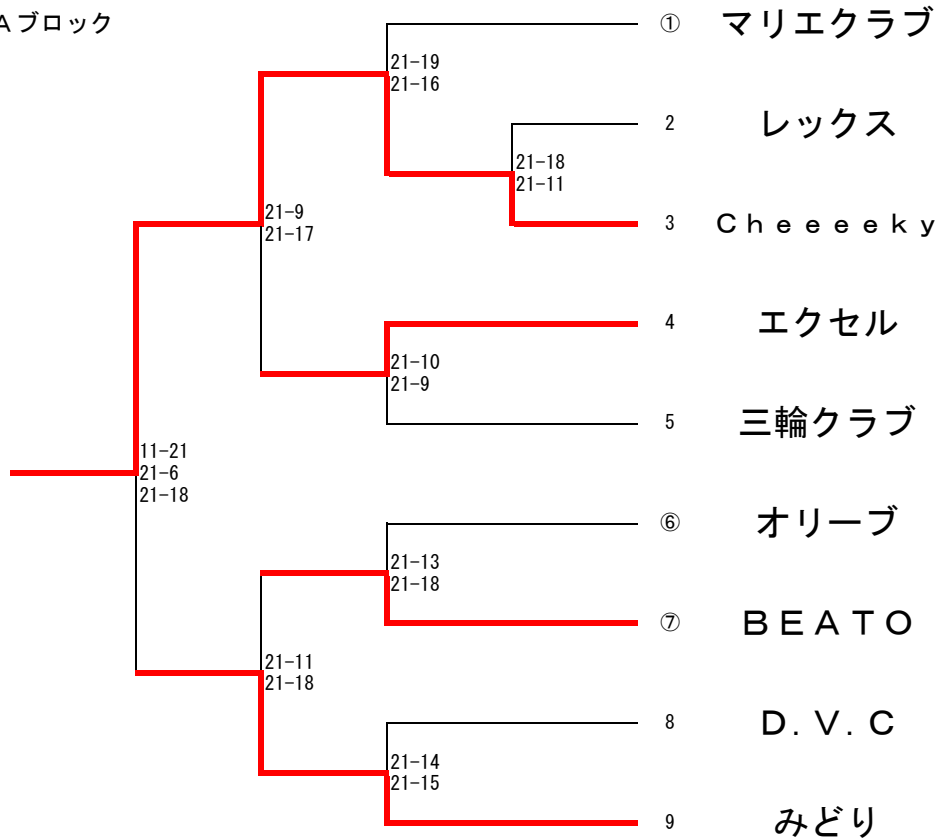 Aブロック
① マリエクラブ
21-19
21-16
2 レックス
21-18
21-11
3 Cheeeeky
21-9
21-17
4 エクセル
21-10
21-9
5 三輪クラブ
11-21
21-6
21-18
⑥ オリーブ
21-13
21-18
⑦ BEATO
21-11
21-18
8 D.V.C
21-14
21-15
9 みどり